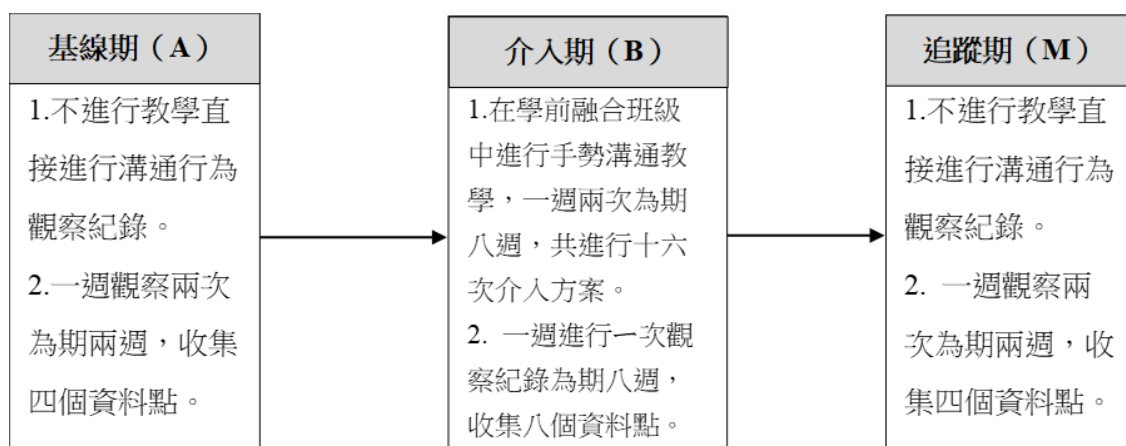 基線期（A）
1.不進行教學直
接進行溝通行為
觀察紀錄。
2.一週觀察兩次
為期兩週，收集
四個資料點。
介入期（B）
1.在學前融合班級
中進行手勢溝通教
學，一週兩次為期
八週，共進行十六
次介入方案。
2. 一週進行一次觀
察紀錄為期八週，
收集八個資料點。
追蹤期（M）
1.不進行教學直
接進行溝通行為
觀察紀錄。
2. 一週觀察兩
次為期兩週，收
集四個資料點。